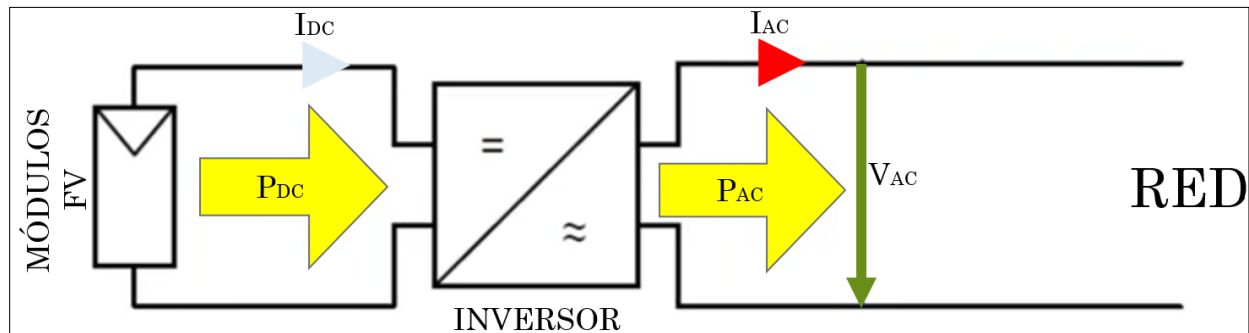 IDC
IAC
MÓDULOS
FV
PDC
=
≈
PAC
VAC
RED
INVERSOR